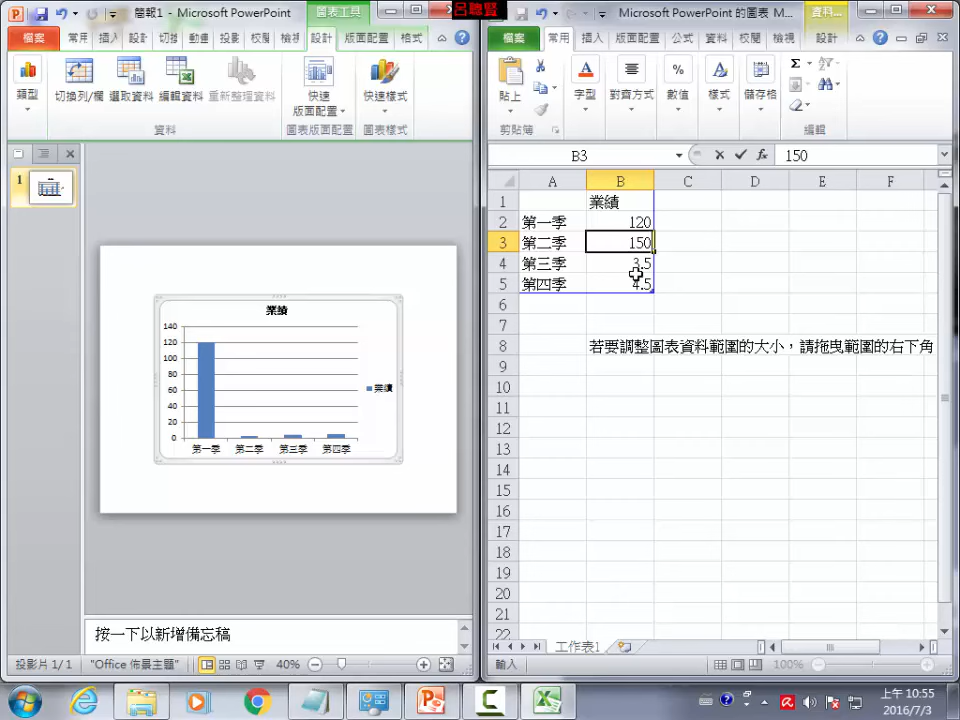 簡報1 - Microsoft PowerPoint
圖表工具
呂聰賢
Microsoft PowerPoint 的圖表 M...
資料...
檔案 常用 插入 設計 切換 動畫 投影 校閱 檢視 設計 版面配置 格式
檔案 常用 插入 版面配置 公式 資料 校閱 檢視 設計
類型
切換列/欄
選取資料
編輯資料
重新整理資料
快速
版面配置
快速樣式
資料
圖表版面配置
圖表樣式
貼上
字型
對齊方式
數值
樣式
儲存格
剪貼簿
編輯
B3
150
A B C D E F
1 業績
2 第一季 120
3 第二季 150
4 第三季 3.5
5 第四季 4.5
6
7
8 若要調整圖表資料範圍的大小，請拖曳範圍的右下角
9
10
11
12
13
14
15
16
17
18
19
20
21
22
1
業績
140
120
100
80
60
40
20
0
第一季 第二季 第三季 第四季
業績
按一下以新增備忘稿
工作表1
投影片 1/ 1
"Office 佈景主題"
40%
輸入
100%
上午 10:55
2016/7/3